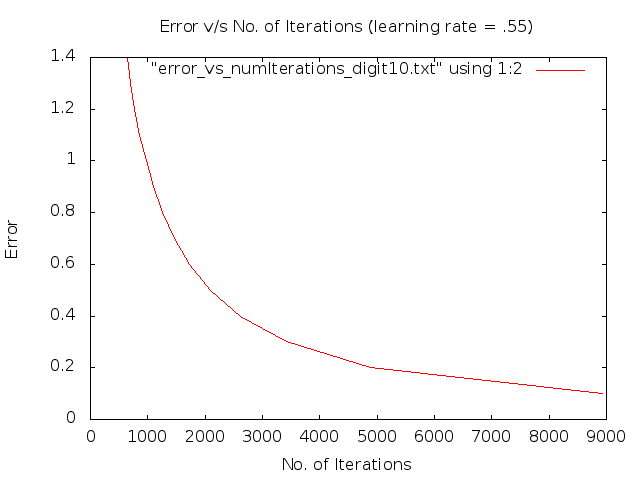 Error v/s No. of Iterations (learning rate = .55)
"error_vs_numIterations_digit10.txt" using 1:2
1.4
1.2
1
0.8
0.6
0.4
0.2
0
Error
0 1000 2000 3000 4000 5000 6000 7000 8000 9000
No. of Iterations